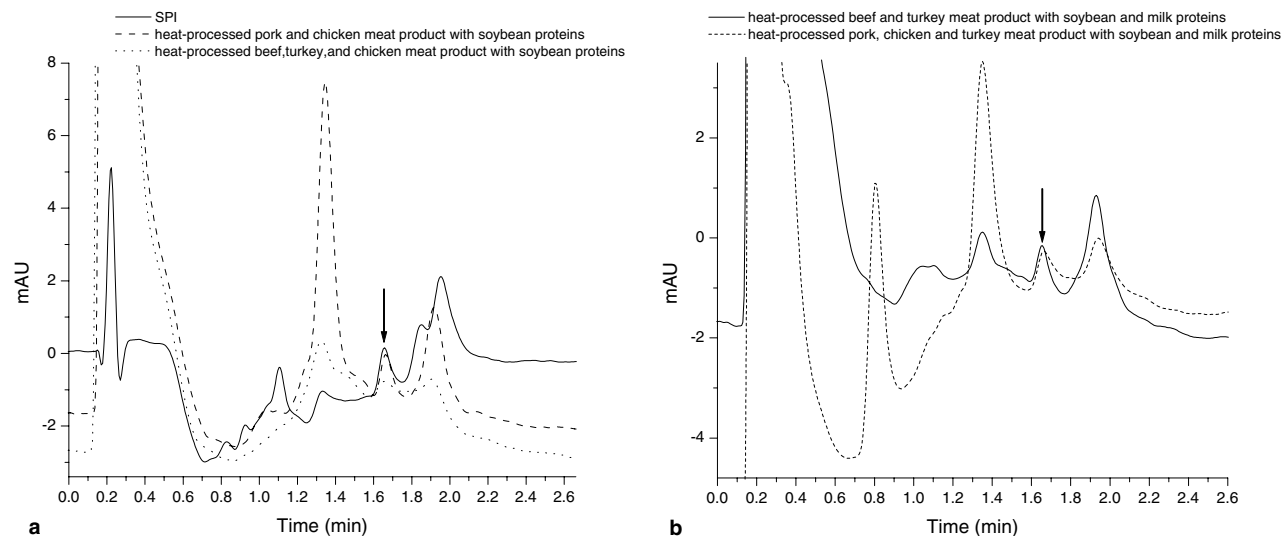 SPI
heat-processed pork and chicken meat product with soybean proteins
heat-processed beef,turkey,and chicken meat product with soybean proteins
8
6
4
2
0
-2
mAU
0.0 0.2 0.4 0.6 0.8 1.0 1.2 1.4 1.6 1.8 2.0 2.2 2.4 2.6
Time (min)
a
heat-processed beef and turkey meat product with soybean and milk proteins
heat-processed pork, chicken and turkey meat product with soybean and milk proteins
2
0
-2
-4
mAU
0.0 0.2 0.4 0.6 0.8 1.0 1.2 1.4 1.6 1.8 2.0 2.2 2.4 2.6
Time (min)
b